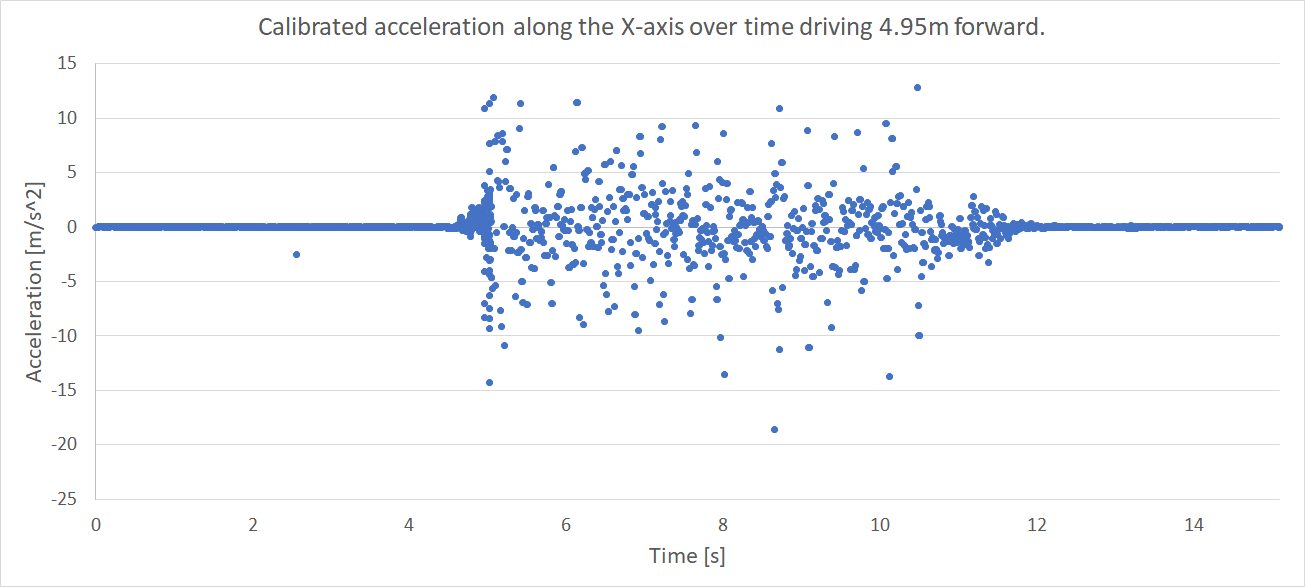 Calibrated acceleration along the X-axis over time driving 4.95m forward.
15
10
5
0
-5
-10
-15
-20
-25
Acceleration [m/s^2]
0 2 4 6 8 10 12 14
Time [s]